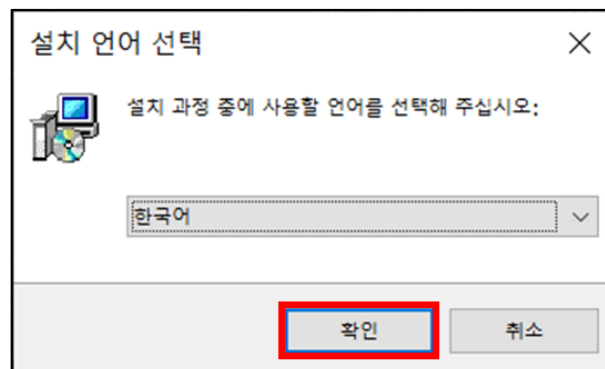 설치 언어 선택
설치 과정 중에 사용할 언어를 선택해 주십시오:
한국어
확인
취소